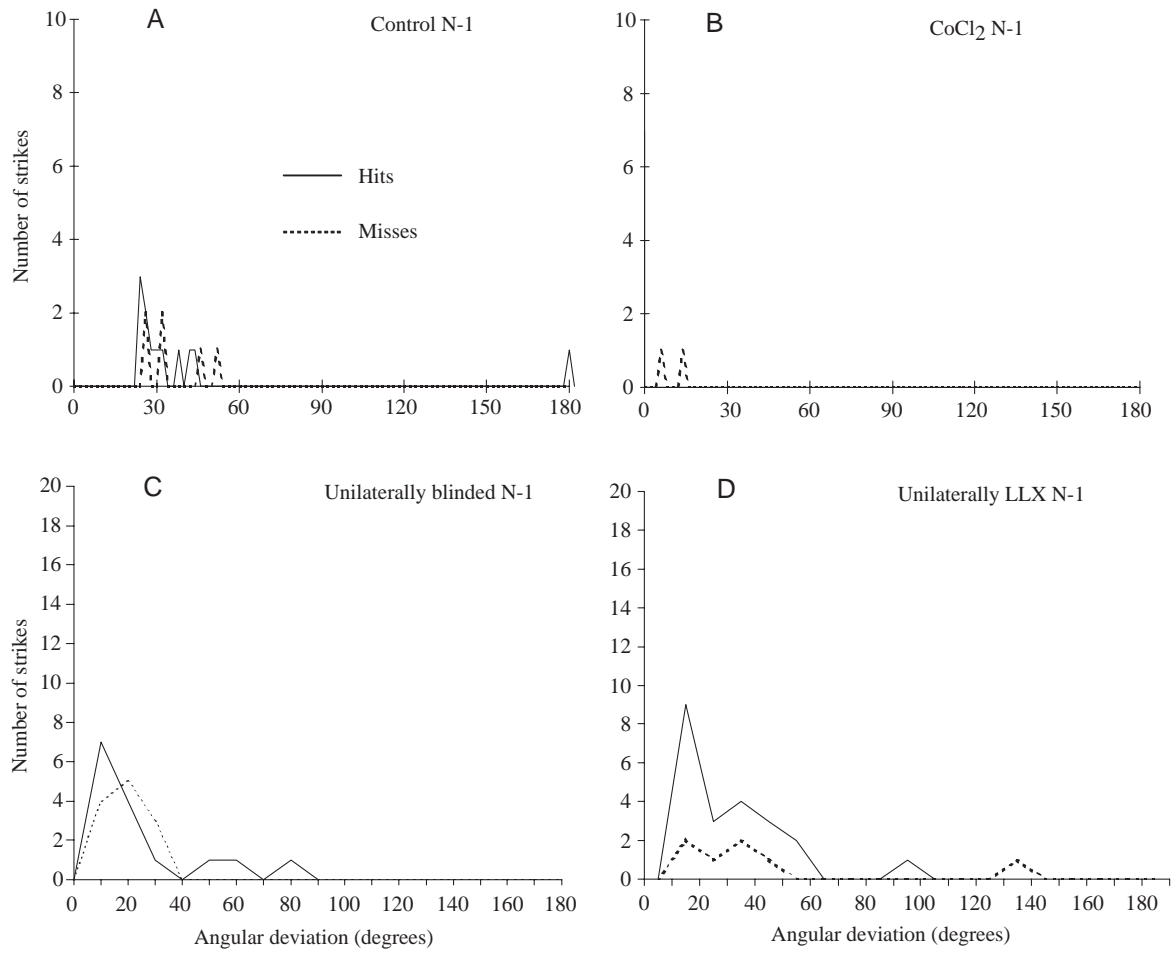 A
Control N-1
Number of strikes
10
8
6
4
2
0
Hits
Misses
0 30 60 90 120 150 180
B
CoCl2 N-1
10
8
6
4
2
0
0 30 60 90 120 150 180
C
Unilaterally blinded N-1
Number of strikes
20
18
16
14
12
10
8
6
4
2
0
0 20 40 60 80 100 120 140 160 180
Angular deviation (degrees)
D
Unilaterally LLX N-1
20
18
16
14
12
10
8
6
4
2
0
0 20 40 60 80 100 120 140 160 180
Angular deviation (degrees)